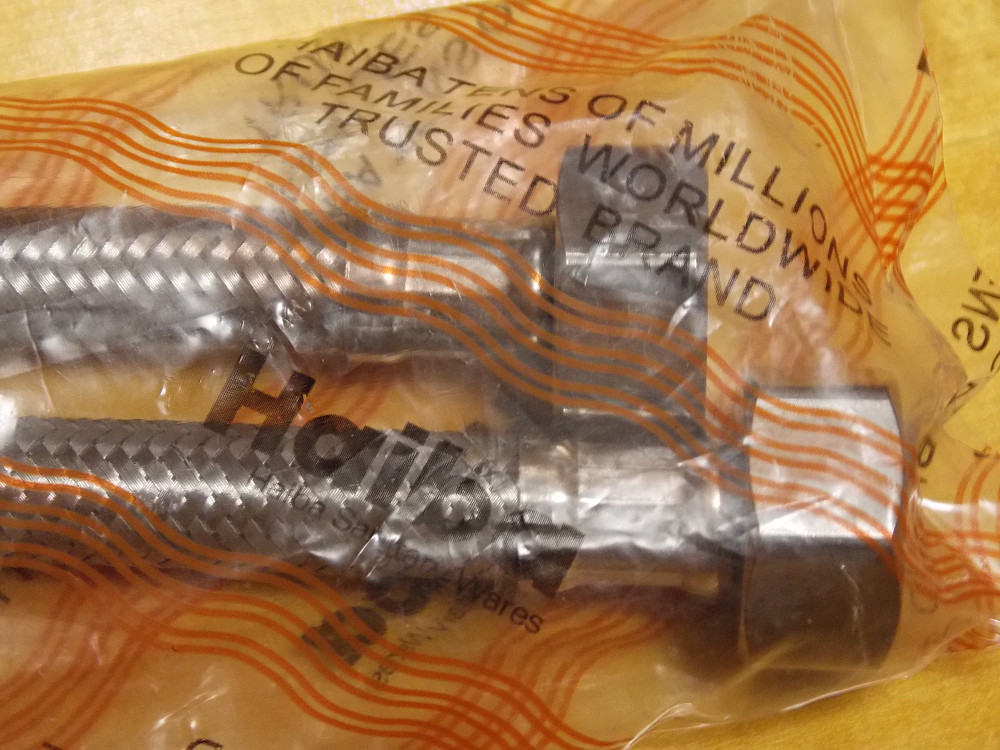 HAIBA TENS OF MILLIONS
OF FAMILIES WORLDWIDE
TRUSTED BRAND
Haiba
Haiba Sanitary Wares